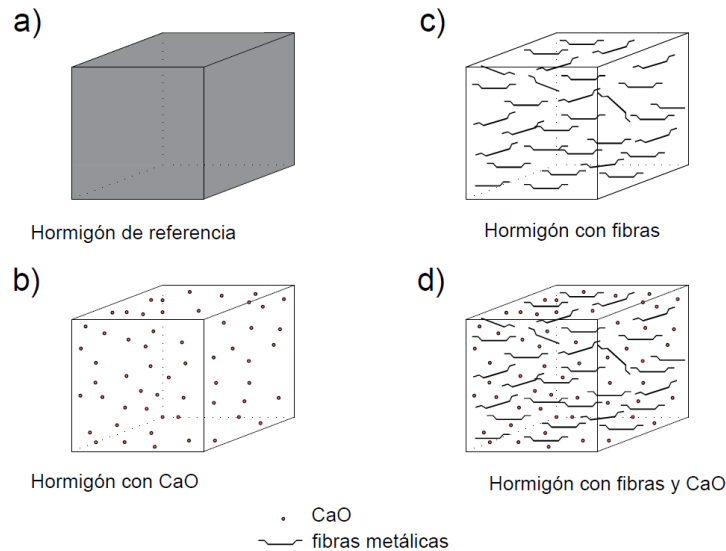 a)
Hormigón de referencia
b)
Hormigón con CaO
c)
Hormigón con fibras
d)
Hormigón con fibras y CaO
CaO
fibras metálicas